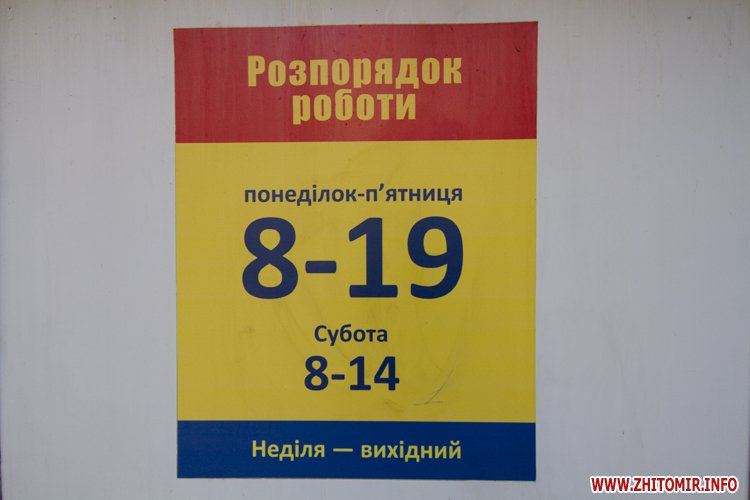 Розпорядок
роботи
понеділок-п’ятниця
8-19
Субота
8-14
Неділя — вихідний
WWW.ZHITOMIR.INFO